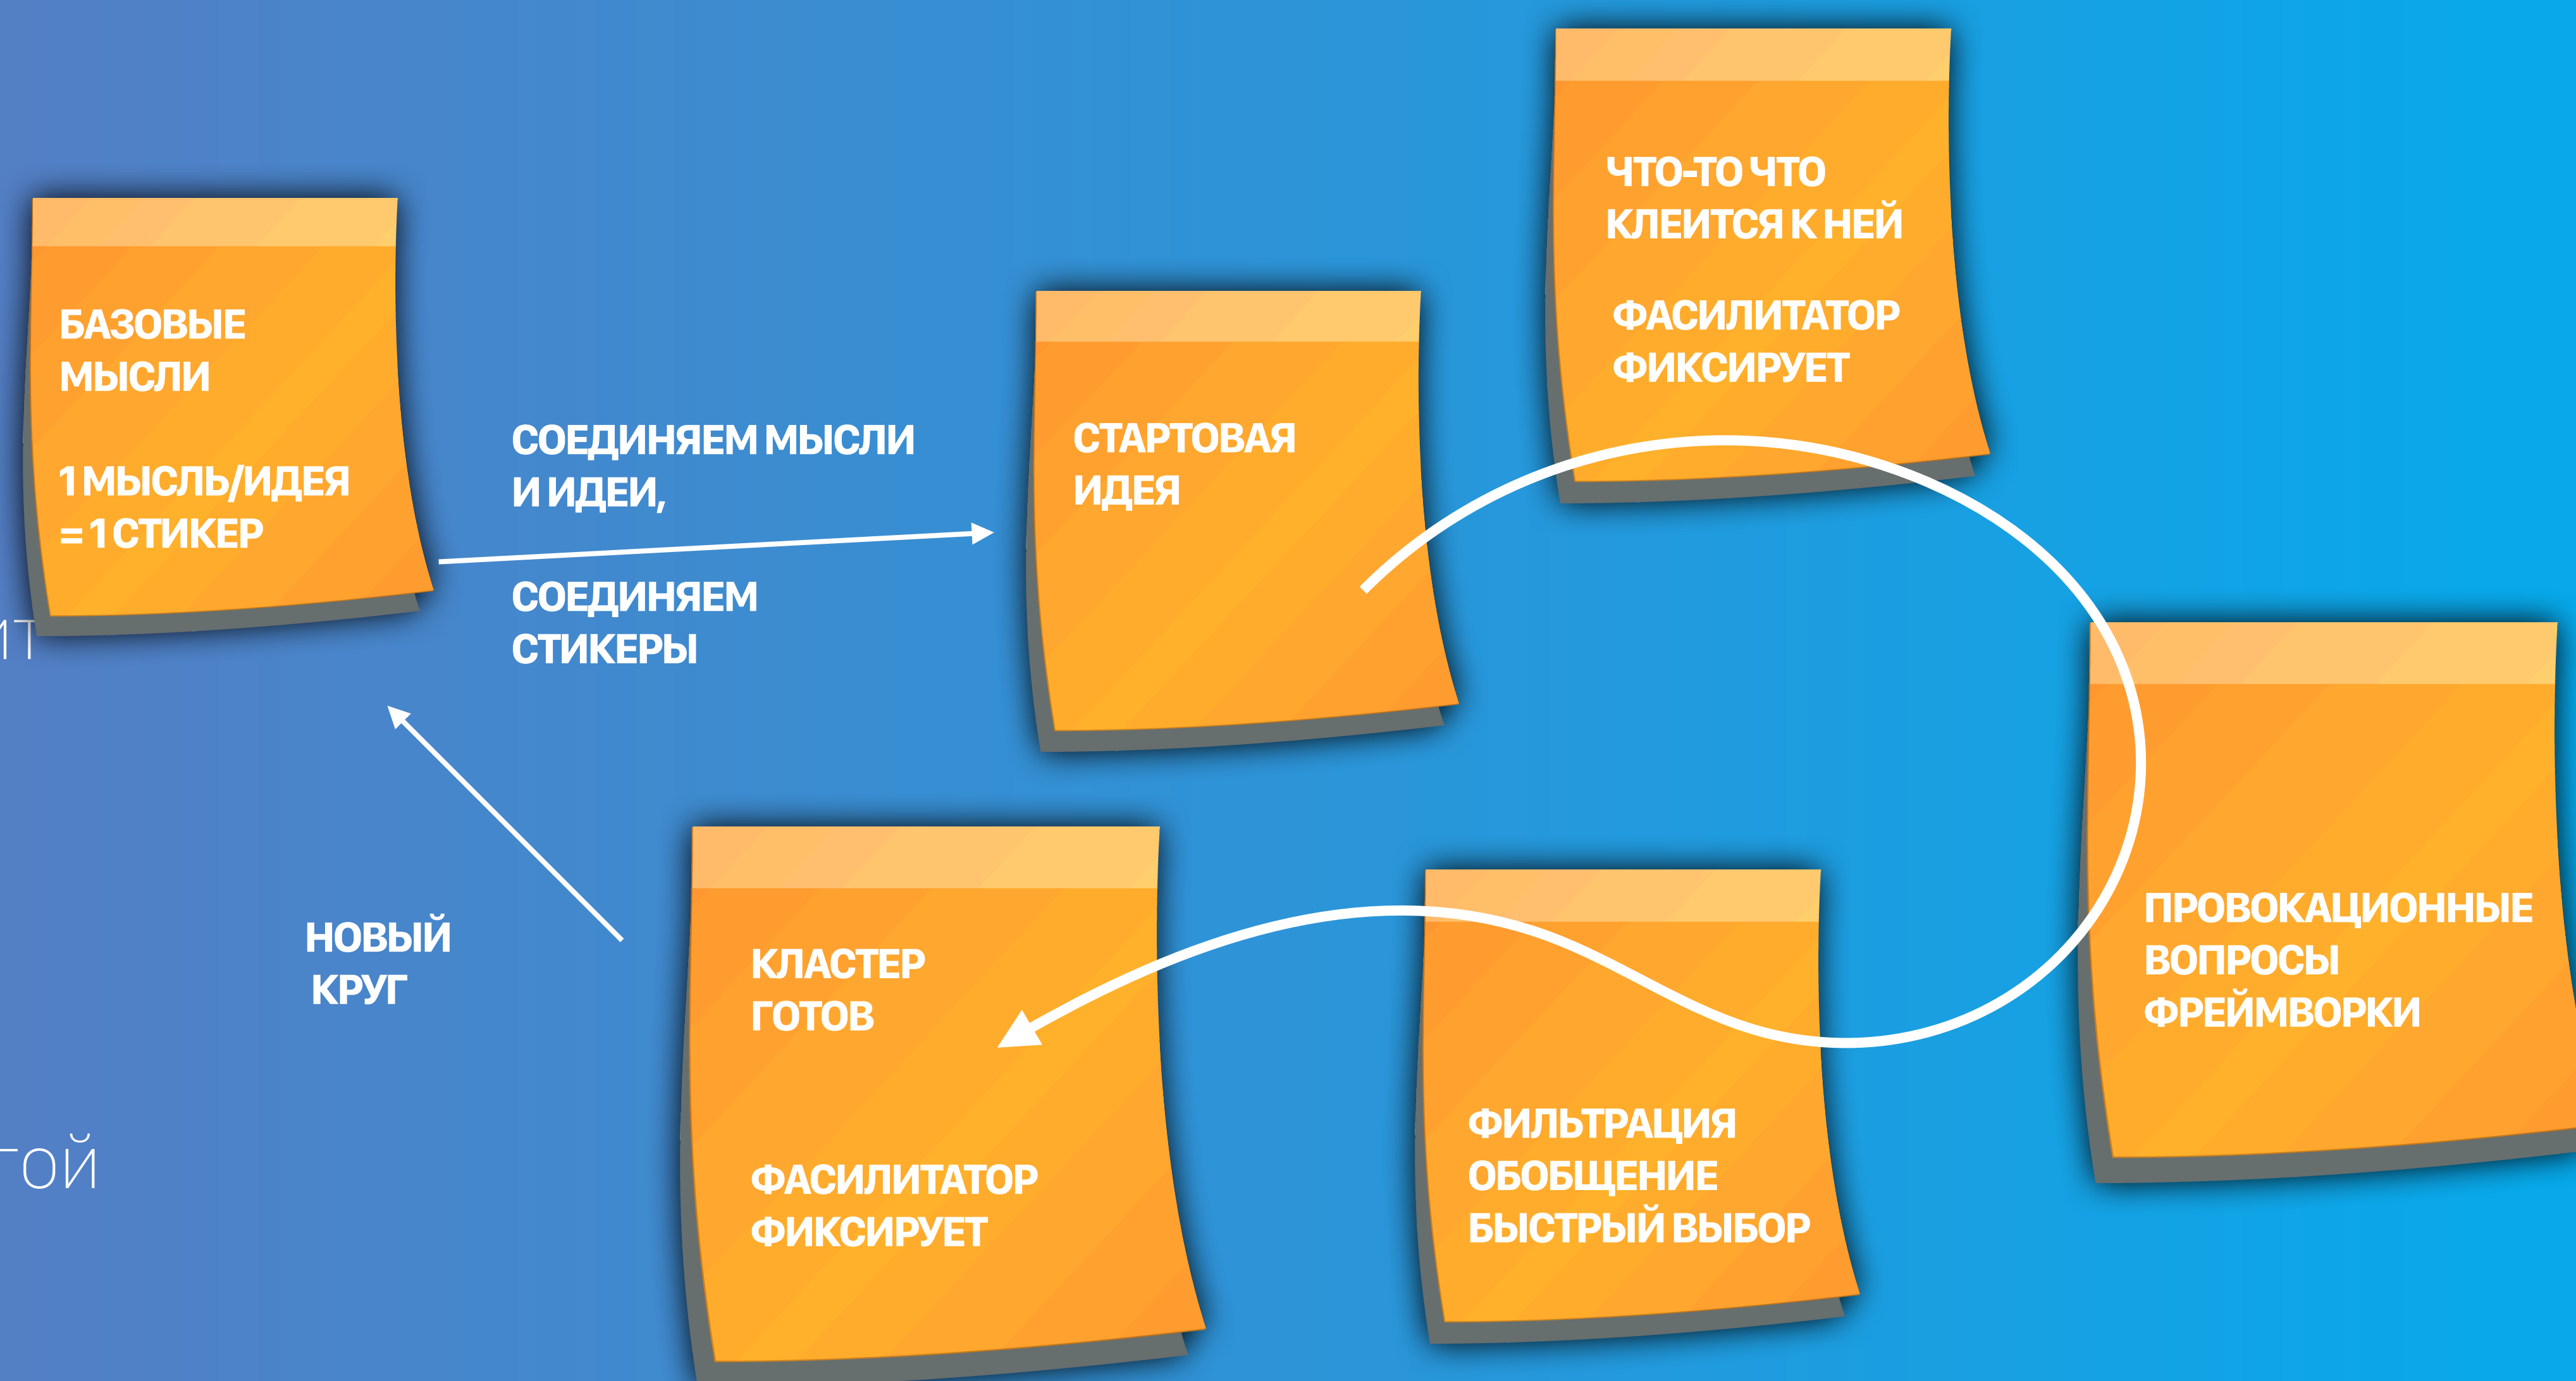 БАЗОВЫЕ
МЫСЛИ
1 МЫСЛЬ/ИДЕЯ
= 1 СТИКЕР
СОЕДИНЯЕМ МЫСЛИ
И ИДЕИ,
СОЕДИНЯЕМ
СТИКЕРЫ
СТАРТОВАЯ
ИДЕЯ
ЧТО-ТО ЧТО
КЛЕИТСЯ К НЕЙ
ФАСИЛИТАТОР
ФИКСИРУЕТ
ПРОВОКАЦИОННЫЕ
ВОПРОСЫ
ФРЕЙМВОРКИ
ФИЛЬТРАЦИЯ
ОБОБЩЕНИЕ
БЫСТРЫЙ ВЫБОР
КЛАСТЕР
ГОТОВ
ФАСИЛИТАТОР
ФИКСИРУЕТ
НОВЫЙ
КРУГ